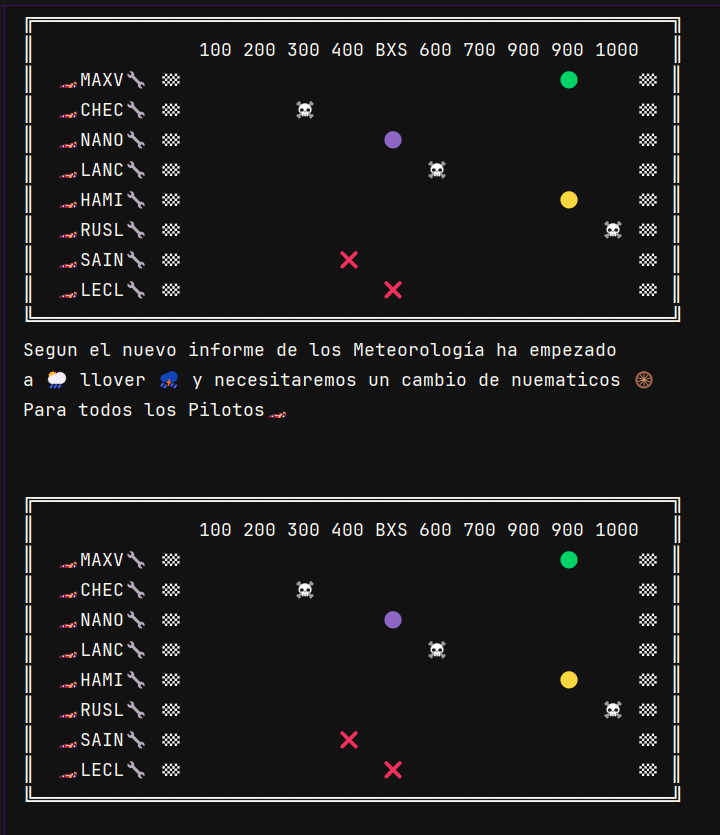 100 200 300 400 BXS 600 700 900 900 1000
MAXV
CHEC
NANO
LANC
HAMI
RUSL
SAIN
LECL
Segun el nuevo informe de los Meteorología ha empezado
a 🌦 llover ⛈ y necesitaremos un cambio de nuematicos
Para todos los Pilotos
100 200 300 400 BXS 600 700 900 900 1000
MAXV
CHEC
NANO
LANC
HAMI
RUSL
SAIN
LECL